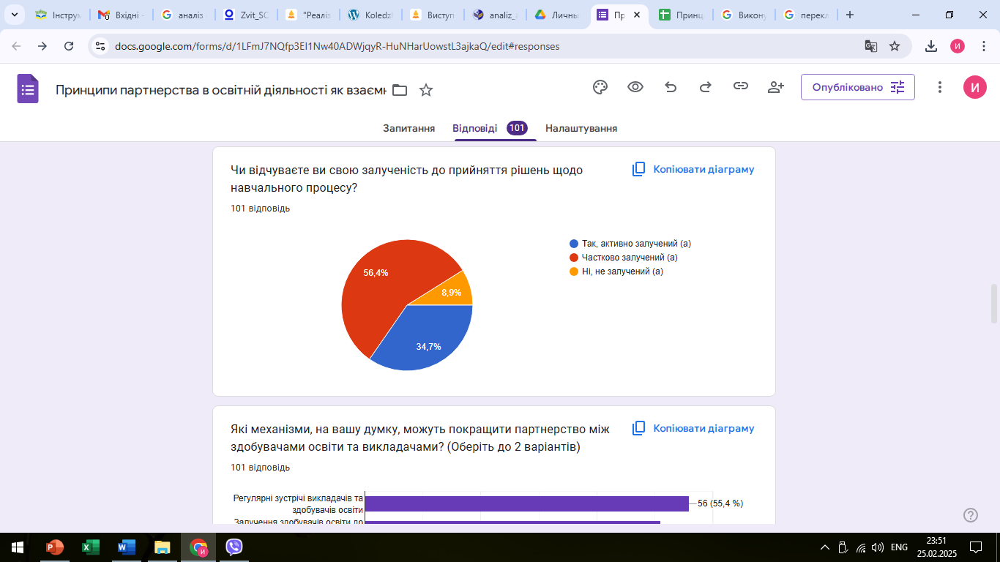 Інструм
Вхідні -
аналіз
Zvit_SC
"Реаліз
Koledzh
Виступ
analiz_
Личны
Пр
Принц
Викону
перекл
docs.google.com/forms/d/1LFmJ7NQfp3EI1Nw40ADWjqyR-HuNHarUowstL3ajkaQ/edit#responses
И
Принципи партнерства в освітній діяльності як взаємн
Опубліковано
И
Запитання
Відповіді 101
Налаштування
Чи відчуваєте ви свою залученість до прийняття рішень щодо
навчального процесу?
Копіювати діаграму
101 відповідь
Так, активно залучений (а)
Частково залучений (а)
Ні, не залучений (а)
56,4%
8,9%
34,7%
Які механізми, на вашу думку, можуть покращити партнерство між
здобувачами освіти та викладачами? (Оберіть до 2 варіантів)
Копіювати діаграму
101 відповідь
Регулярні зустрічі викладачів та
здобувачів освіти
56 (55,4 %)
Залучення здобувачів освіти до
ENG
23:51
25.02.2025